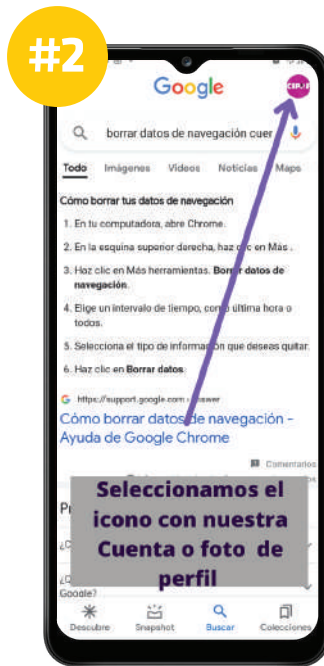 #2
Google
borrar datos de navegación cuer
Todo Imágenes Videos Noticias Maps
Cómo borrar tus datos de navegación
1. En tu computadora, abre Chrome.
2. En la esquina superior derecha, haz clic en Más .
3. Haz clic en Más herramientas. Borrar datos de
navegación.
4. Elige un intervalo de tiempo, como última hora o
todos.
5. Selecciona el tipo de información que deseas quitar.
6. Haz clic en Borrar datos.
https://support.google.com › answer
Cómo borrar datos de navegación -
Ayuda de Google Chrome
Comentarios
Seleccionamos el
icono con nuestra
Cuenta o foto de
perfil
Google?
Descubre Snapshot Buscar Colecciones